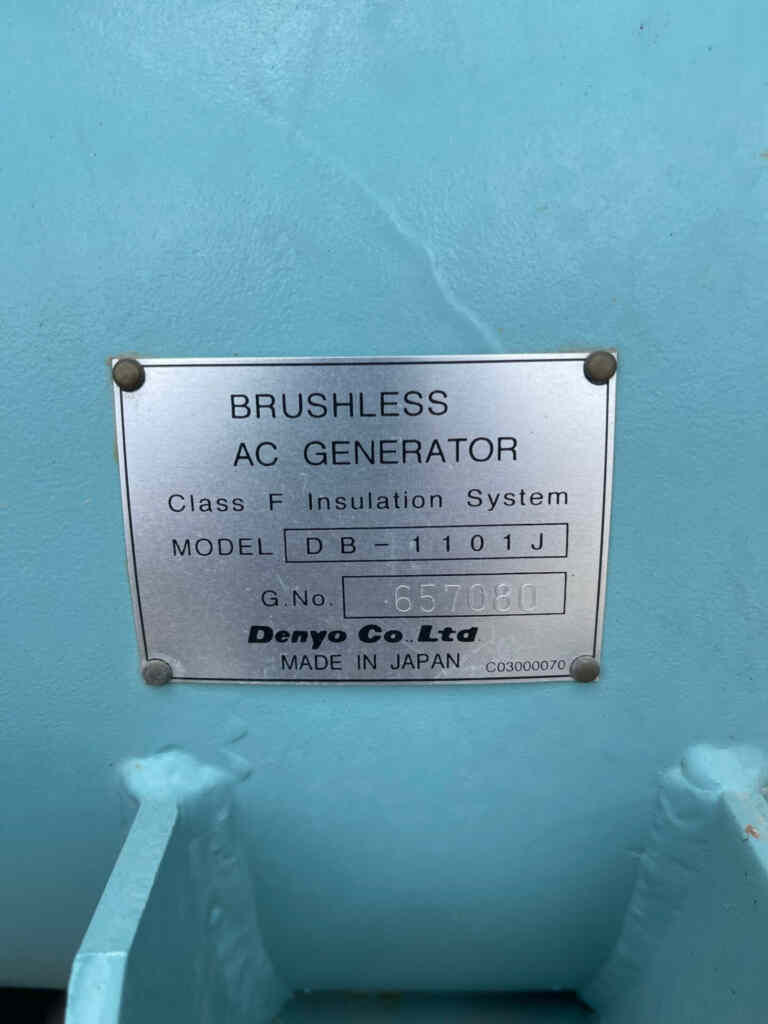 BRUSHLESS
AC GENERATOR
Class F Insulation System
MODEL DB-1101J
G.No. 657080
Denyo Co., Ltd.
MADE IN JAPAN C03000070